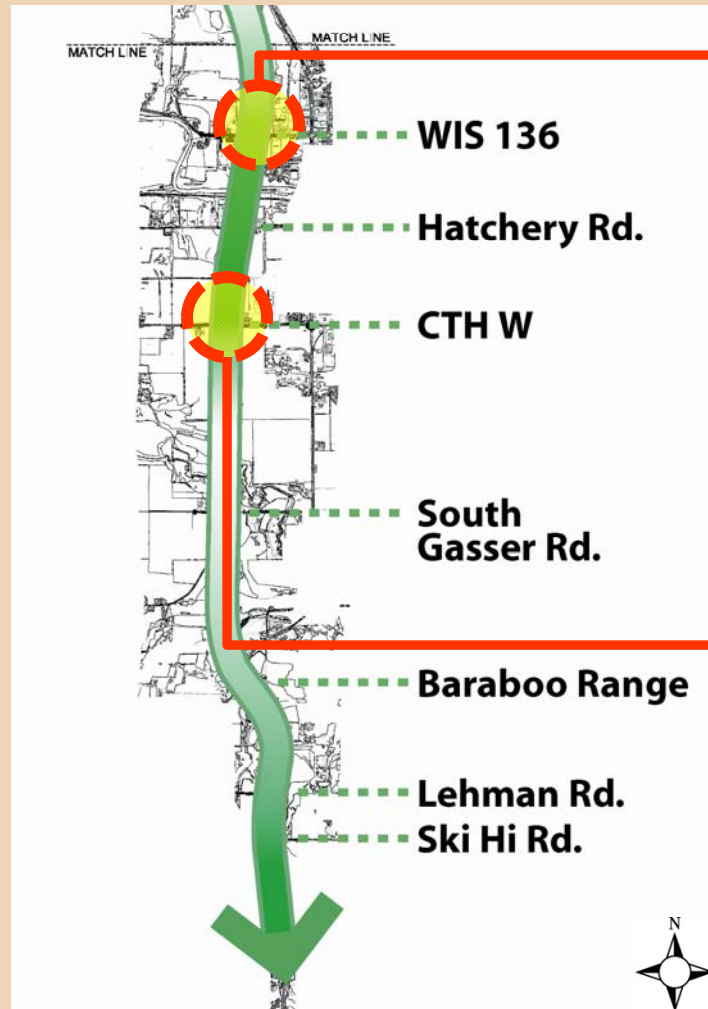 MATCH LINE
MATCH LINE
WIS 136
Hatchery Rd.
CTH W
South
Gasser Rd.
Baraboo Range
Lehman Rd.
Ski Hi Rd.
N